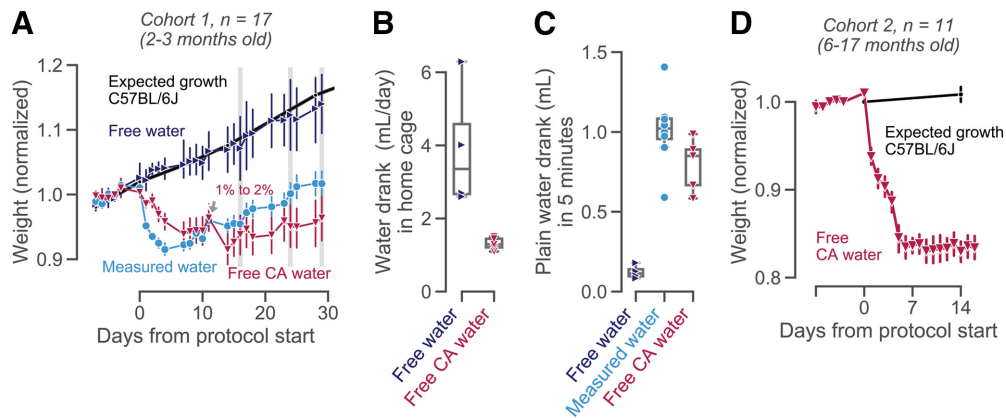 A
Cohort 1, n = 17
(2-3 months old)
Weight (normalized)
1.2
1.1
1.0
0.9
Expected growth
C57BL/6J
Free water
1% to 2%
Measured water
Free CA water
0
10
20
30
Days from protocol start
B
Water drank (mL/day)
in home cage
6
4
2
0
Free water
Free CA water
C
Plain water drank (mL)
in 5 minutes
1.5
1.0
0.5
0.0
Free water
Measured water
Free CA water
D
Cohort 2, n = 11
(6-17 months old)
Weight (normalized)
1.0
0.9
0.8
Expected growth
C57BL/6J
Free
CA water
0
7
14
Days from protocol start